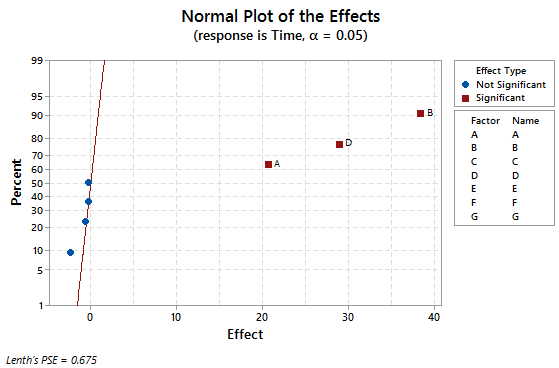 Normal Plot of the Effects
(response is Time, α = 0.05)
99
95
90
80
70
60
50
40
30
20
10
5
1
Percent
B
D
A
0 10 20 30 40
Effect
Effect Type
Not Significant
Significant
Factor Name
A A
B B
C C
D D
E E
F F
G G
Lenth's PSE = 0.675